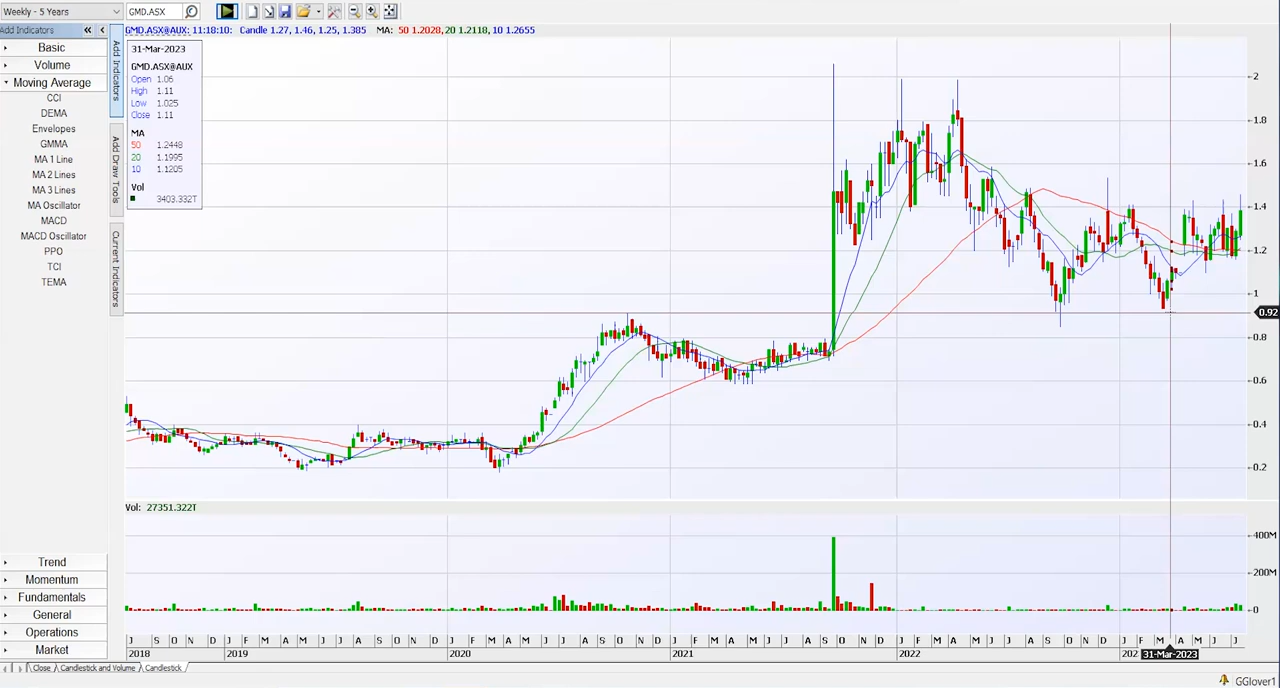 Weekly - 5 Years
GMD.ASX
Add Indicators
GMD.ASX@AUX: 11:18:10: Candle 1.27, 1.46, 1.25, 1.385 MA: 50 1.2028, 20 1.2118, 10 1.2655
Basic
Volume
Moving Average
CCI
DEMA
Envelopes
GMMA
MA 1 Line
MA 2 Lines
MA 3 Lines
MA Oscillator
MACD
MACD Oscillator
PPO
TCI
TEMA
Trend
Momentum
Fundamentals
General
Operations
Market
Add Indicators
Add Draw Tools
Current Indicators
31-Mar-2023
GMD.ASX@AUX
Open 1.06
High 1.11
Low 1.025
Close 1.11
MA
50 1.2448
20 1.1995
10 1.1205
Vol
3403.332T
2
1.8
1.6
1.4
1.2
1
0.92
0.8
0.6
0.4
0.2
Vol: 27351.322T
400M
200M
0
J S O N D J F M A M J J A S O N D J F M A M J J A S O N D J F M A M J J A S O N D J F M A M J J A S O N D J F M A M J J
2018 2019 2020 2021 2022 202 31-Mar-2023
Close Candlestick and Volume Candlestick
GGlover1